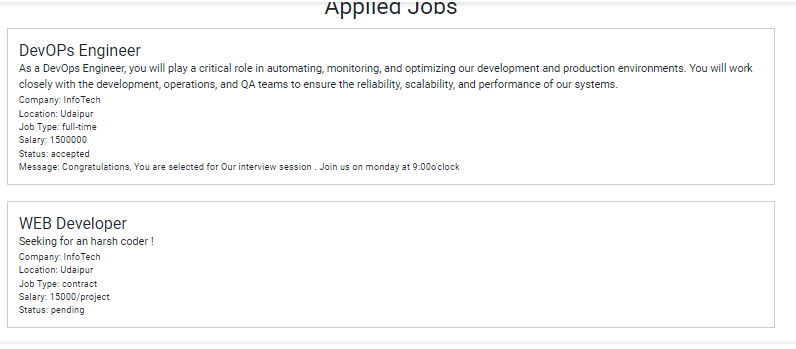 Applied Jobs
DevOPs Engineer
As a DevOps Engineer, you will play a critical role in automating, monitoring, and optimizing our development and production environments. You will work
closely with the development, operations, and QA teams to ensure the reliability, scalability, and performance of our systems.
Company: InfoTech
Location: Udaipur
Job Type: full-time
Salary: 1500000
Status: accepted
Message: Congratulations, You are selected for Our interview session . Join us on monday at 9:00o'clock
WEB Developer
Seeking for an harsh coder !
Company: InfoTech
Location: Udaipur
Job Type: contract
Salary: 15000/project
Status: pending